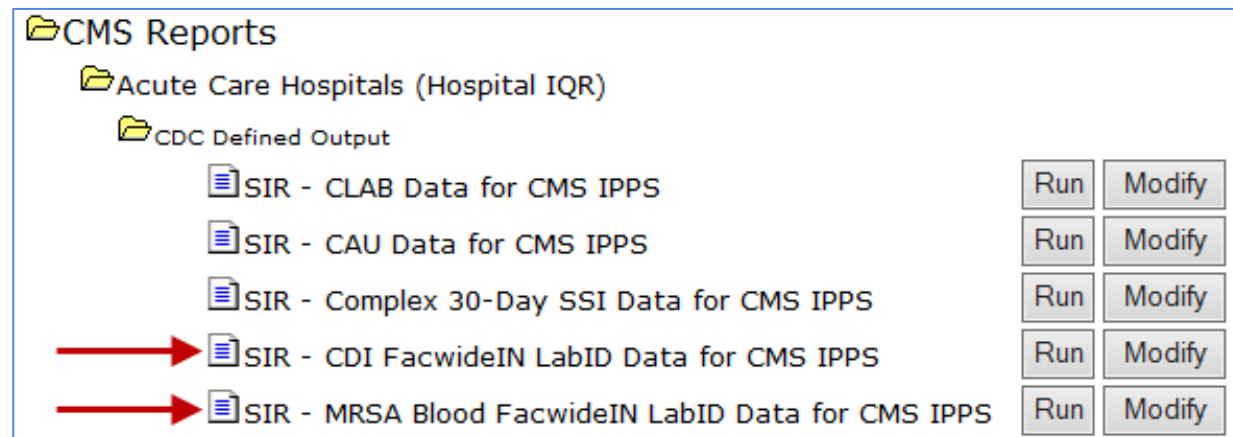 CMS Reports
Acute Care Hospitals (Hospital IQR)
CDC Defined Output
SIR - CLAB Data for CMS IPPS Run Modify
SIR - CAU Data for CMS IPPS Run Modify
SIR - Complex 30-Day SSI Data for CMS IPPS Run Modify
SIR - CDI FacwideIN LabID Data for CMS IPPS Run Modify
SIR - MRSA Blood FacwideIN LabID Data for CMS IPPS Run Modify